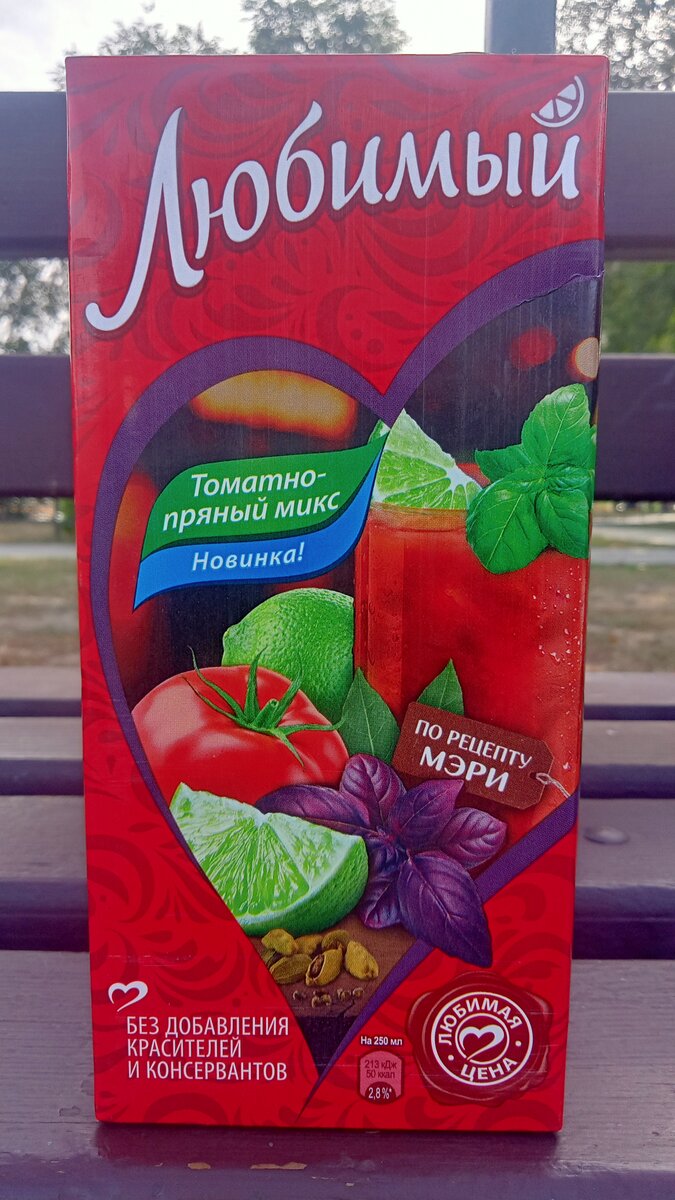 Любимый
Томатно-
пряный микс
Новинка!
ПО РЕЦЕПТУ
МЭРИ
БЕЗ ДОБАВЛЕНИЯ
КРАСИТЕЛЕЙ
И КОНСЕРВАНТОВ
На 250 мл
213 кДж
50 ккал
2,8%*
ЛЮБИМАЯ
ЦЕНА